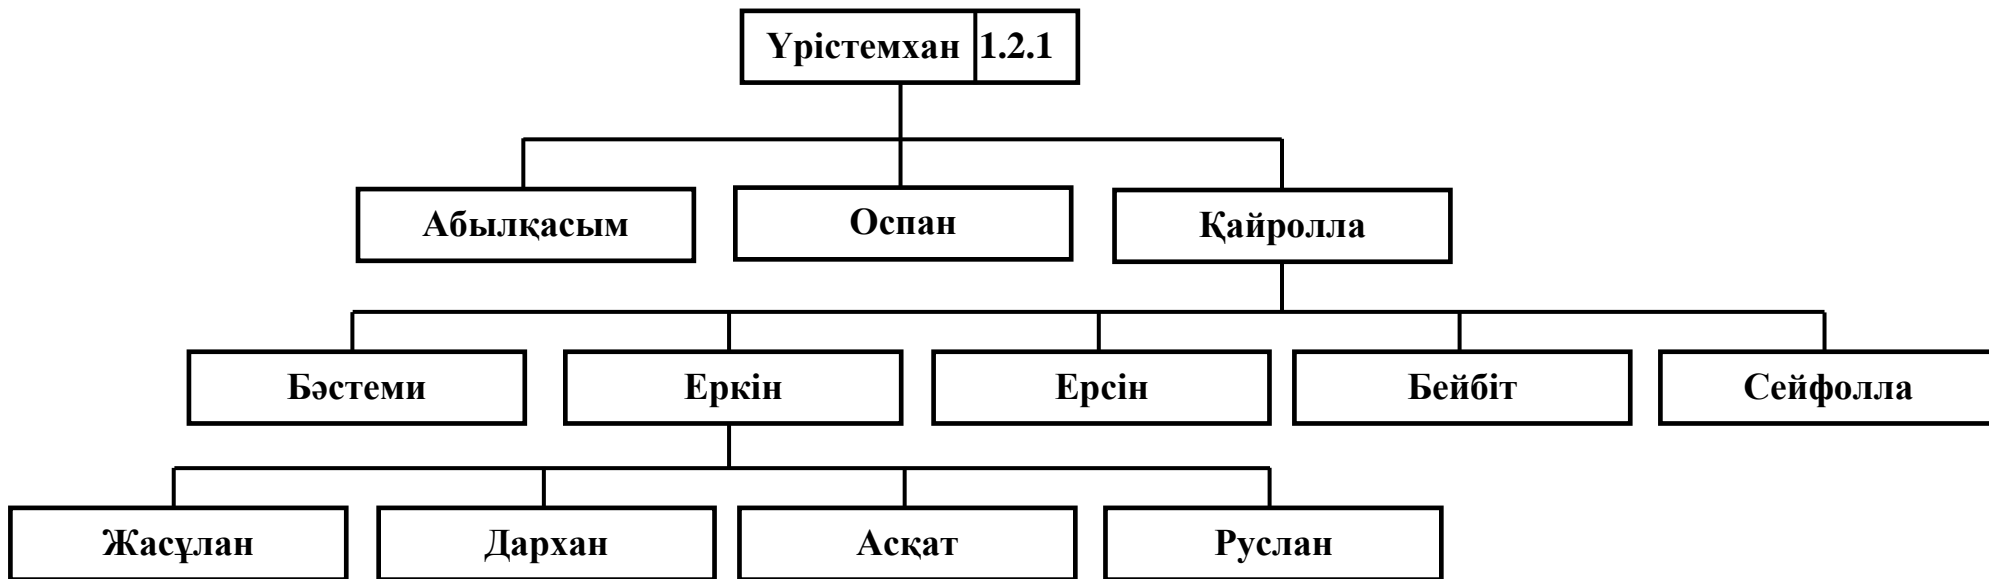 Үрістемхан 1.2.1
Абылқасым Оспан Қайролла
Бәстеми Еркін Ерсін Бейбіт Сейфолла
Жасұлан Дархан Асқат Руслан